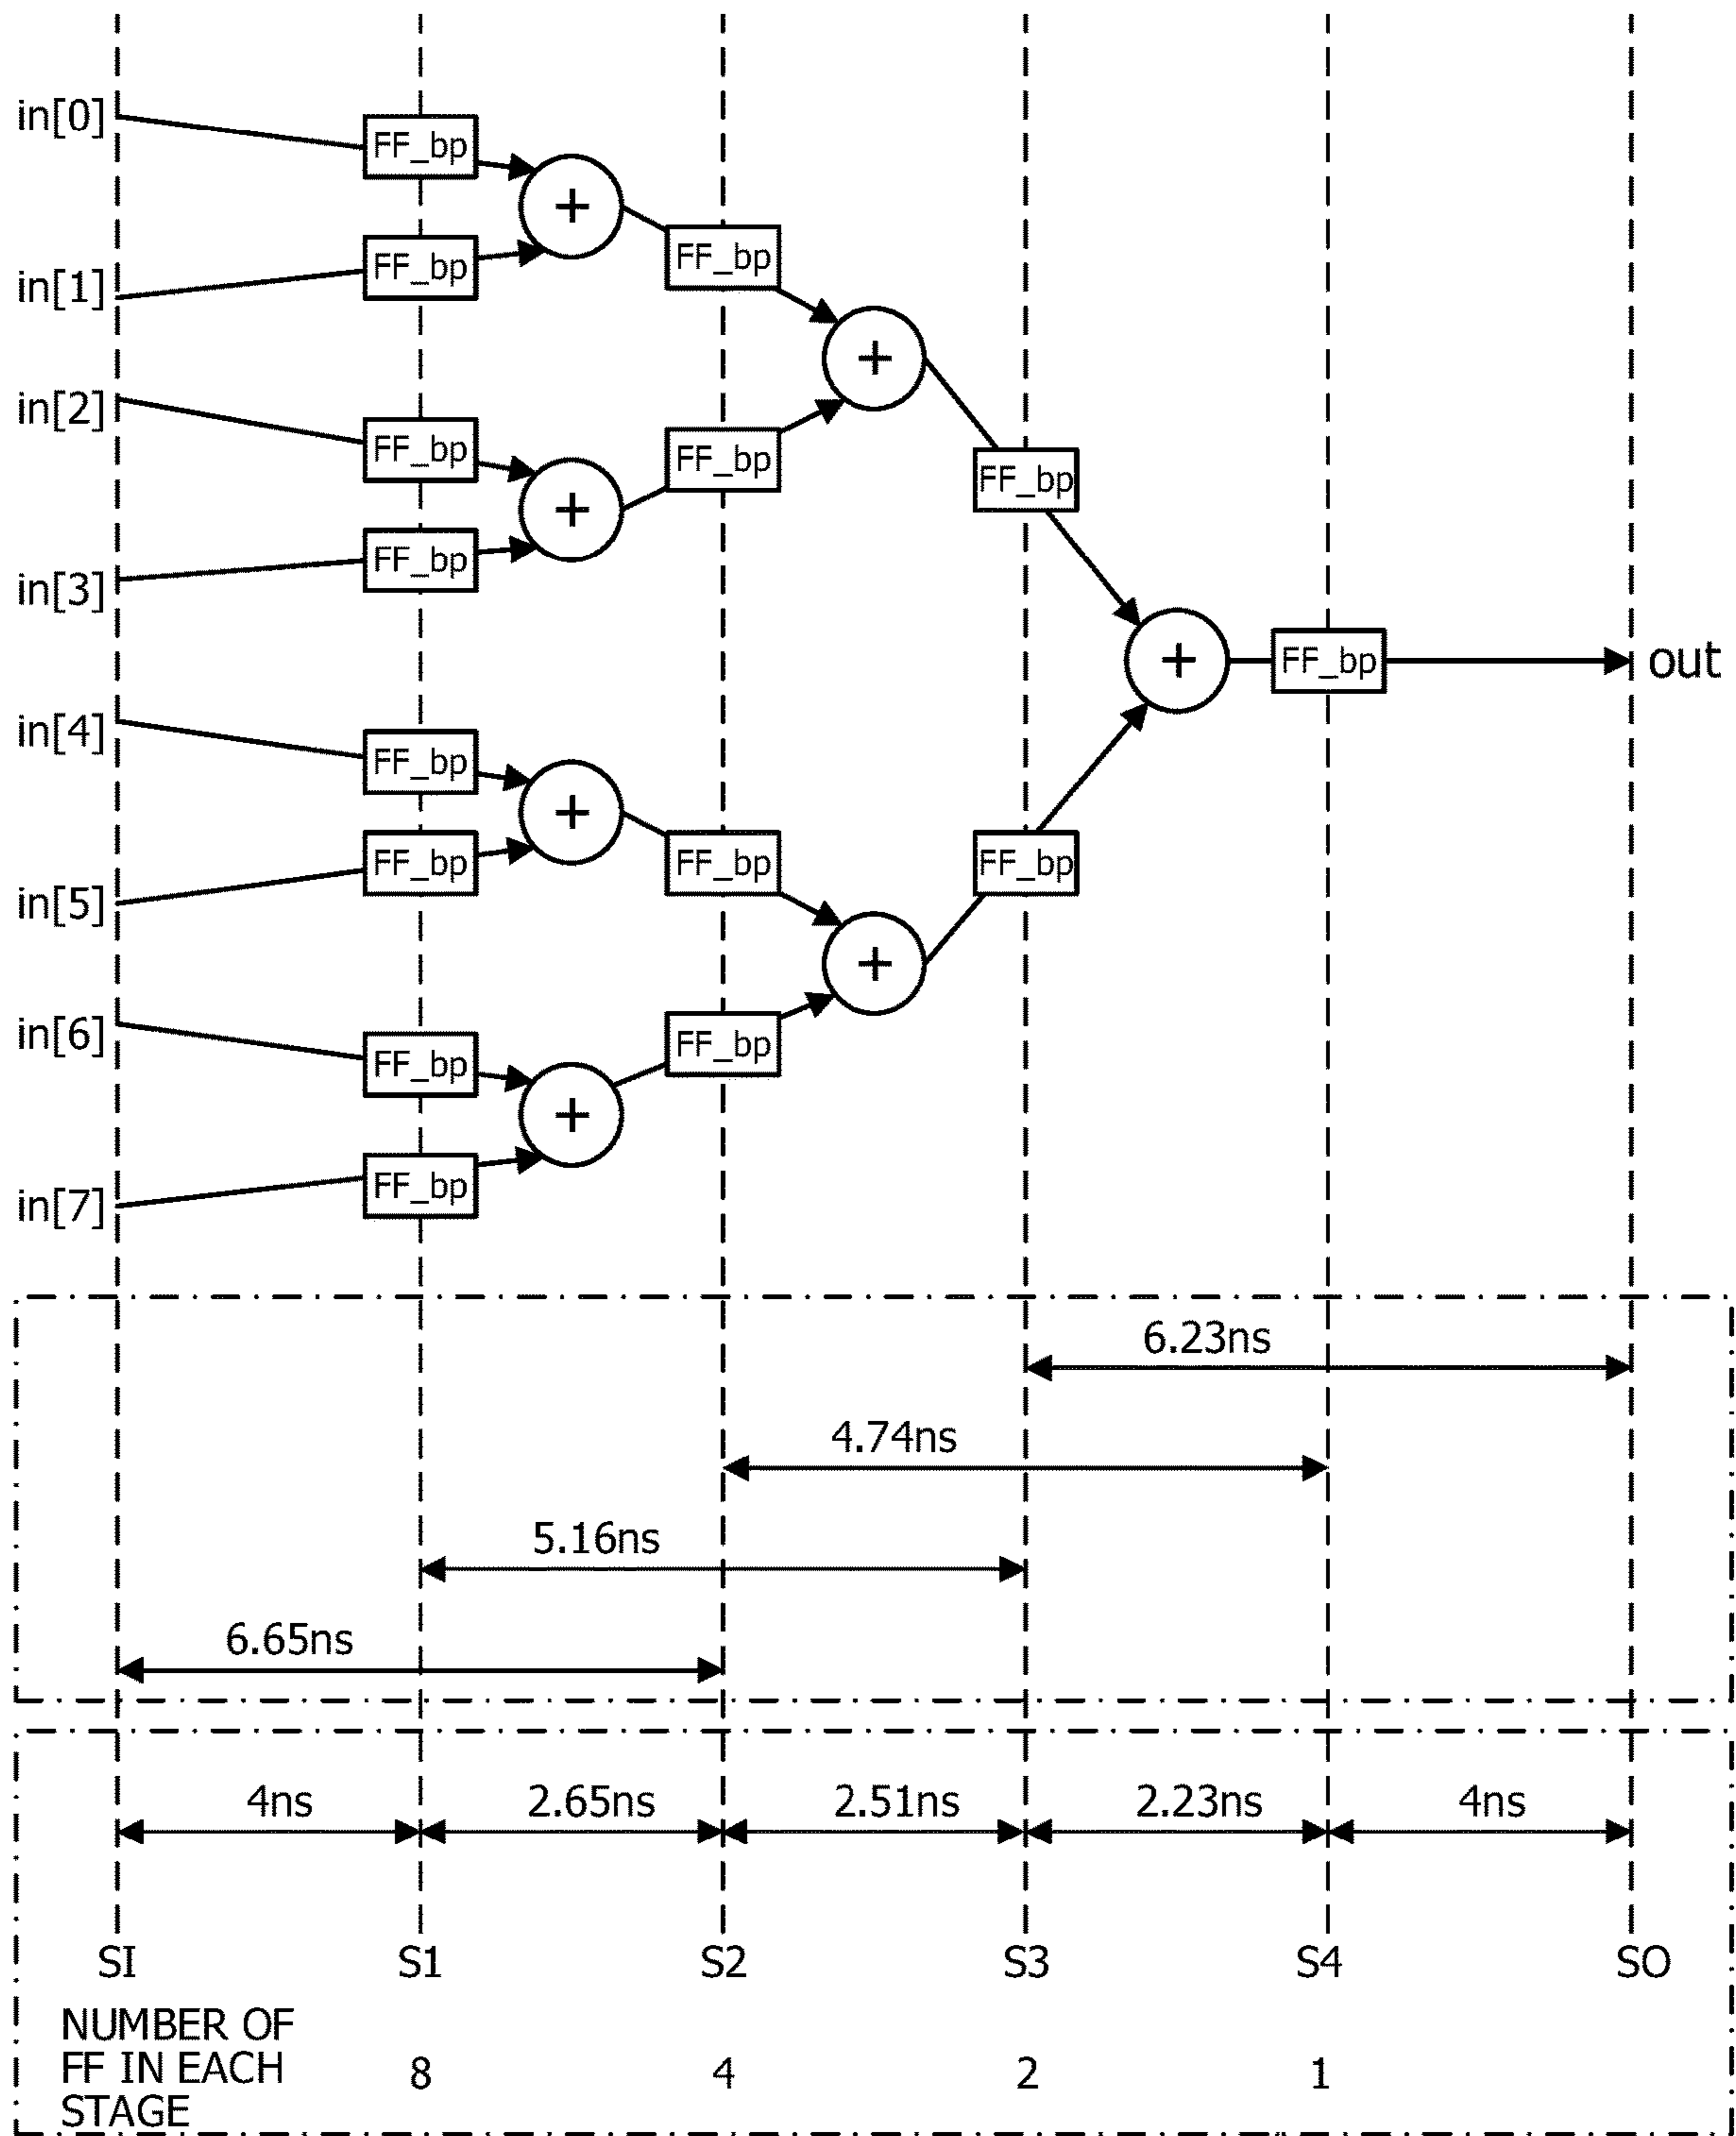 in[0]
FF_bp
+
FF_bp
in[1]
FF_bp
+
in[2]
FF_bp
FF_bp
FF_bp
+
in[3]
FF_bp
+
FF_bp
out
in[4]
FF_bp
+
in[5]
FF_bp
FF_bp
FF_bp
+
in[6]
FF_bp
FF_bp
+
in[7]
FF_bp
6.23ns
4.74ns
5.16ns
6.65ns
4ns 2.65ns 2.51ns 2.23ns 4ns
SI S1 S2 S3 S4 SO
NUMBER OF
FF IN EACH 8 4 2 1
STAGE